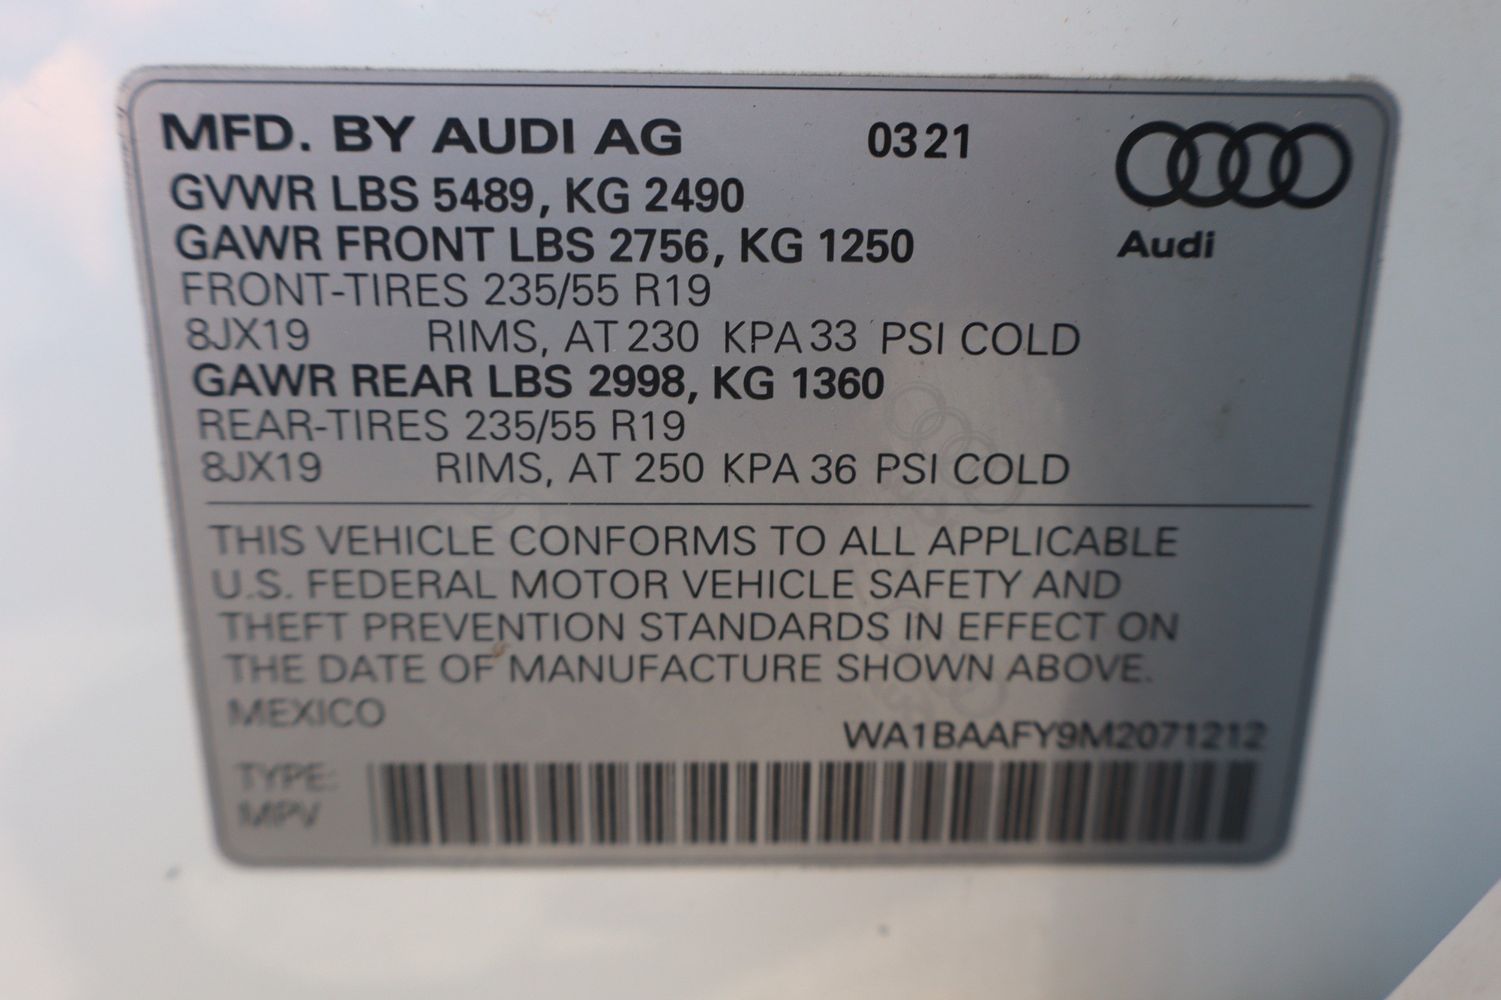 MFD. BY AUDI AG 0321
GVWR LBS 5489, KG 2490
GAWR FRONT LBS 2756, KG 1250
Audi
FRONT-TIRES 235/55 R19
8JX19 RIMS, AT 230 KPA 33 PSI COLD
GAWR REAR LBS 2998, KG 1360
REAR-TIRES 235/55 R19
8JX19 RIMS, AT 250 KPA 36 PSI COLD
THIS VEHICLE CONFORMS TO ALL APPLICABLE
U.S. FEDERAL MOTOR VEHICLE SAFETY AND
THEFT PREVENTION STANDARDS IN EFFECT ON
THE DATE OF MANUFACTURE SHOWN ABOVE.
MEXICO
WA1BAAFY9M2071212
TYPE:
MPV